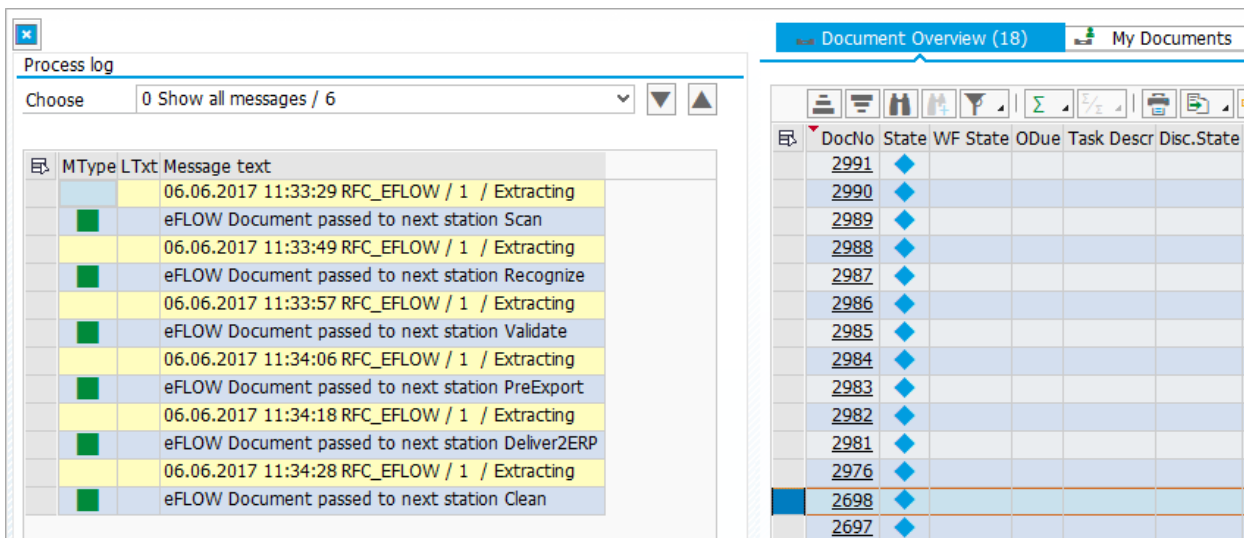 Process log
Choose 0 Show all messages / 6
MType LTxt Message text
06.06.2017 11:33:29 RFC_EFLOW / 1 / Extracting
eFLOW Document passed to next station Scan
06.06.2017 11:33:49 RFC_EFLOW / 1 / Extracting
eFLOW Document passed to next station Recognize
06.06.2017 11:33:57 RFC_EFLOW / 1 / Extracting
eFLOW Document passed to next station Validate
06.06.2017 11:34:06 RFC_EFLOW / 1 / Extracting
eFLOW Document passed to next station PreExport
06.06.2017 11:34:18 RFC_EFLOW / 1 / Extracting
eFLOW Document passed to next station Deliver2ERP
06.06.2017 11:34:28 RFC_EFLOW / 1 / Extracting
eFLOW Document passed to next station Clean
Document Overview (18) My Documents
DocNo State WF State ODue Task Descr Disc.State
2991
2990
2989
2988
2987
2986
2985
2984
2983
2982
2981
2976
2698
2697